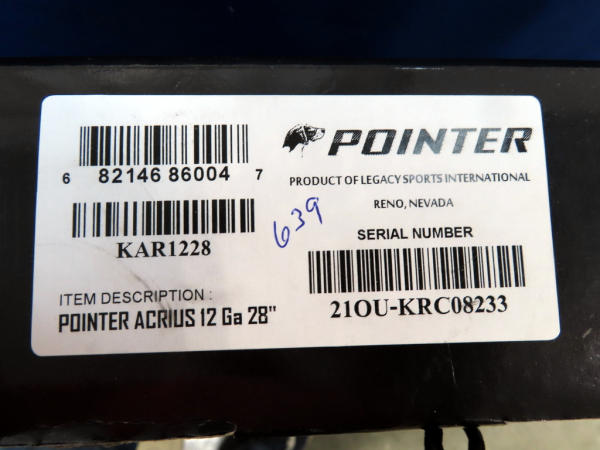 6 82146 86004 7
KAR1228
ITEM DESCRIPTION :
POINTER ACRIUS 12 Ga 28"
639
POINTER
PRODUCT OF LEGACY SPORTS INTERNATIONAL
RENO, NEVADA
SERIAL NUMBER
21OU-KRC08233